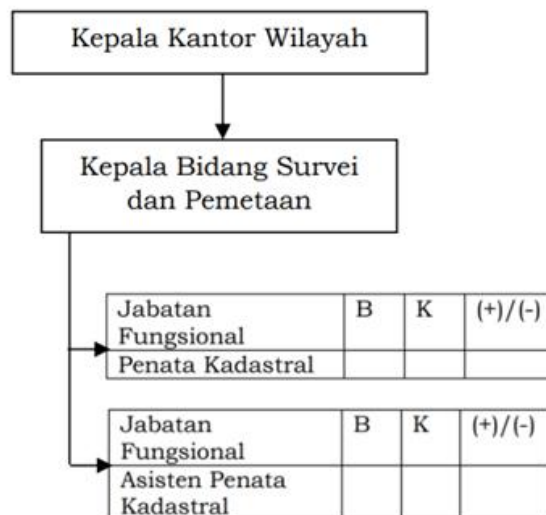 Kepala Kantor Wilayah
Kepala Bidang Survei
dan Pemetaan
Jabatan Fungsional B K (+)/(-)
Penata Kadastral
Jabatan Fungsional B K (+)/(-)
Asisten Penata Kadastral